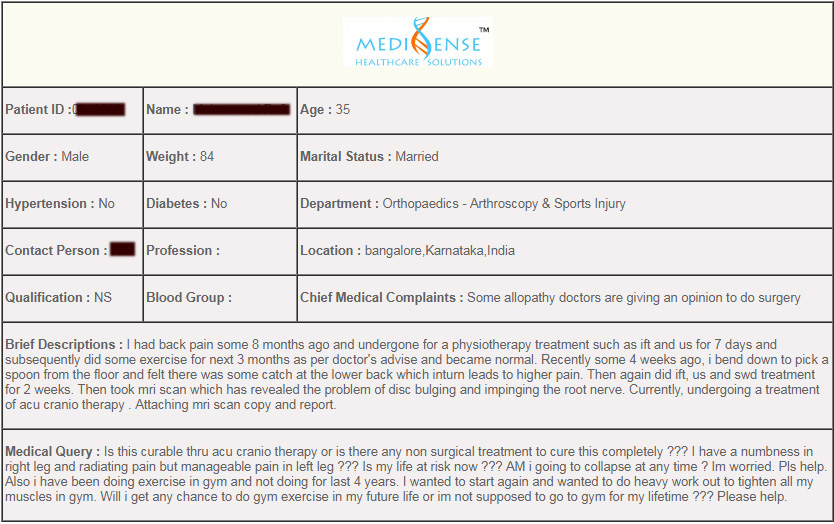 MEDISENSE™
HEALTHCARE SOLUTIONS
Patient ID :
Name :
Age : 35
Gender : Male
Weight : 84
Marital Status : Married
Hypertension : No
Diabetes : No
Department : Orthopaedics - Arthroscopy & Sports Injury
Contact Person :
Profession :
Location : bangalore,Karnataka,India
Qualification : NS
Blood Group :
Chief Medical Complaints : Some allopathy doctors are giving an opinion to do surgery
Brief Descriptions : I had back pain some 8 months ago and undergone for a physiotherapy treatment such as ift and us for 7 days and
subsequently did some exercise for next 3 months as per doctor's advise and became normal. Recently some 4 weeks ago, i bend down to pick a
spoon from the floor and felt there was some catch at the lower back which inturn leads to higher pain. Then again did ift, us and swd treatment
for 2 weeks. Then took mri scan which has revealed the problem of disc bulging and impinging the root nerve. Currently, undergoing a treatment
of acu cranio therapy . Attaching mri scan copy and report.
Medical Query : Is this curable thru acu cranio therapy or is there any non surgical treatment to cure this completely ??? I have a numbness in
right leg and radiating pain but manageable pain in left leg ??? Is my life at risk now ??? AM i going to collapse at any time ? Im worried. Pls help.
Also i have been doing exercise in gym and not doing for last 4 years. I wanted to start again and wanted to do heavy work out to tighten all my
muscles in gym. Will i get any chance to do gym exercise in my future life or im not supposed to go to gym for my lifetime ??? Please help.